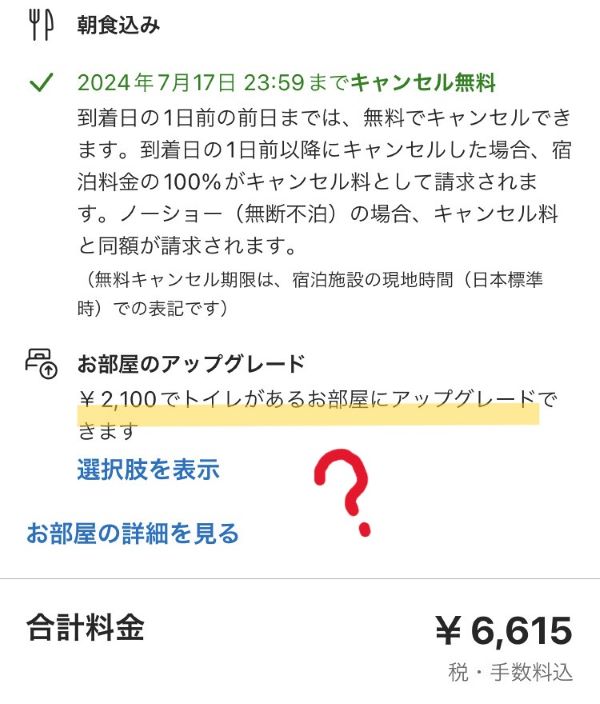 朝食込み
2024年7月17日 23:59までキャンセル無料
到着日の1日前の前日までは、無料でキャンセルでき
ます。到着日の1日前以降にキャンセルした場合、宿
泊料金の100%がキャンセル料として請求されま
す。ノーショー（無断不泊）の場合、キャンセル料
と同額が請求されます。
（無料キャンセル期限は、宿泊施設の現地時間（日本標準
時）での表記です）
お部屋のアップグレード
￥2,100でトイレがあるお部屋にアップグレードで
きます
選択肢を表示
?
お部屋の詳細を見る
合計料金
￥6,615
税・手数料込